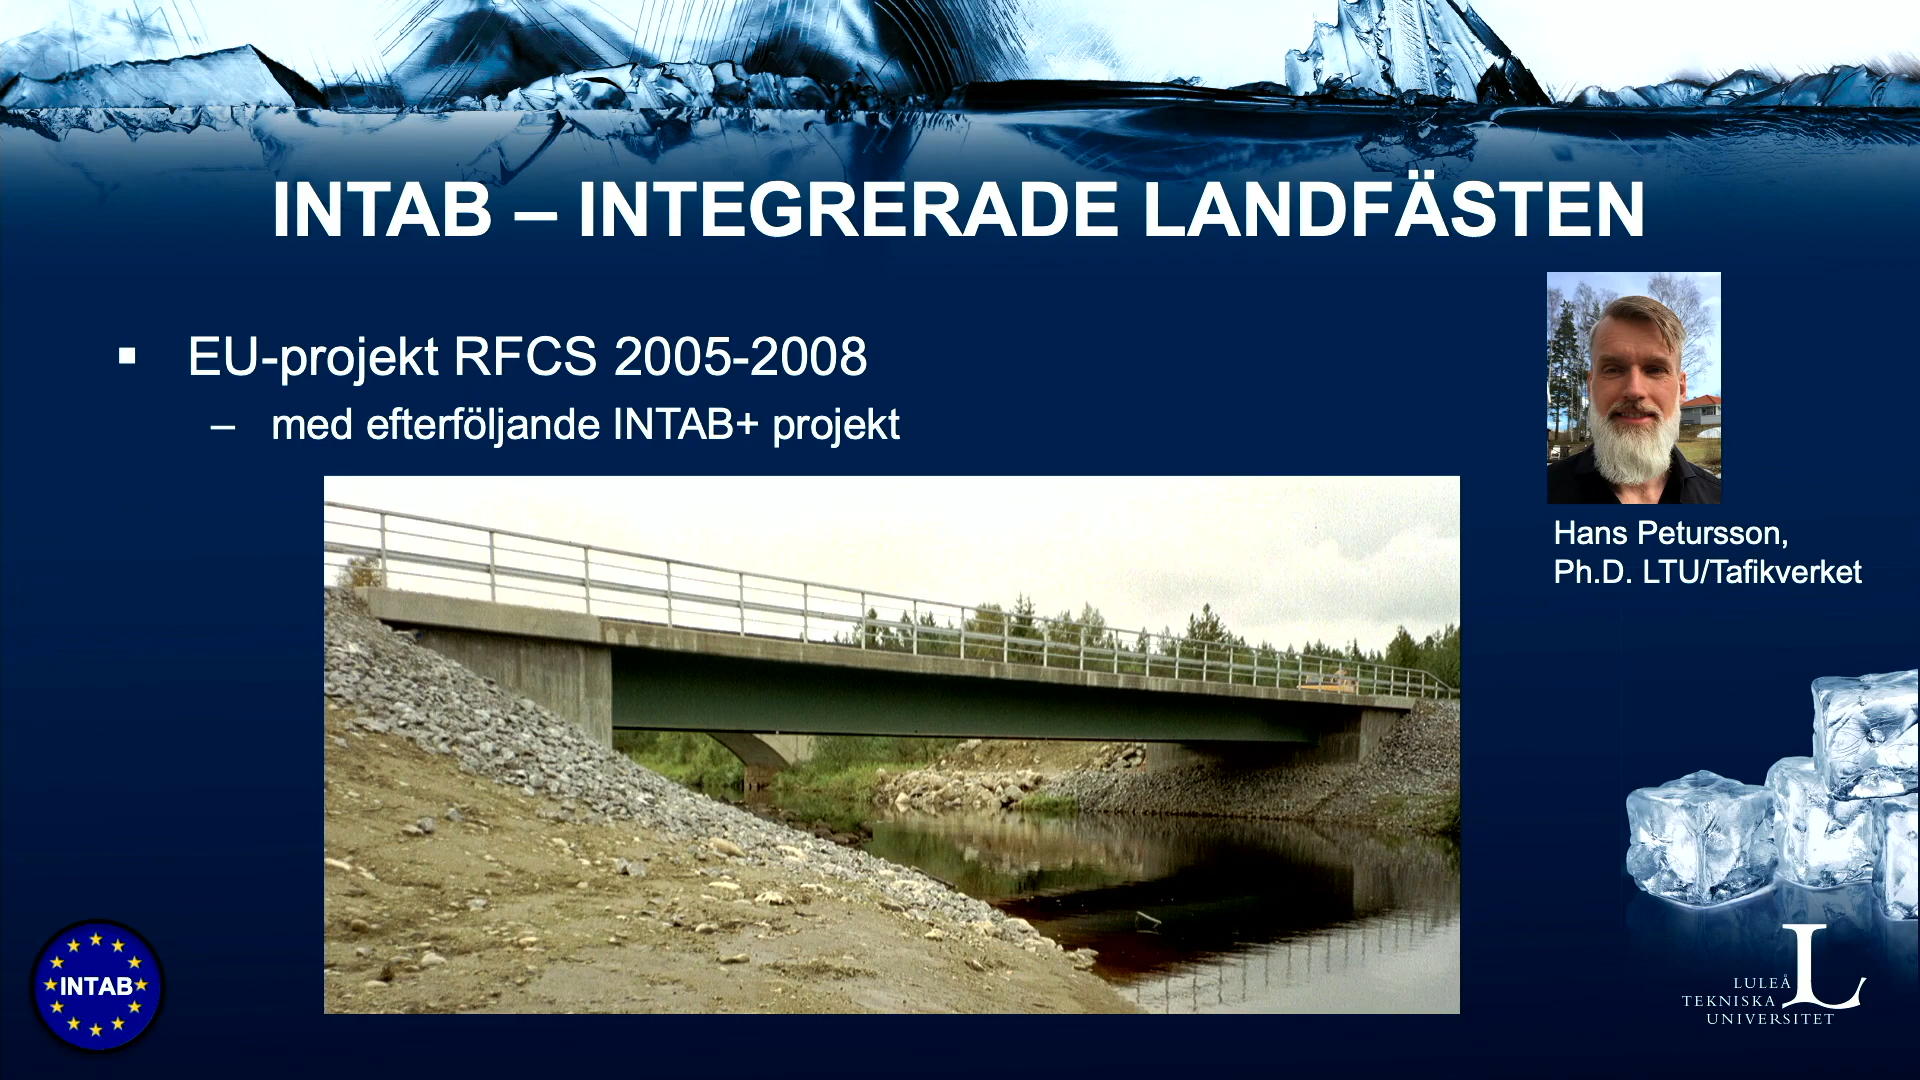 INTAB – INTEGRERADE LANDFÄSTEN
▪ EU-projekt RFCS 2005-2008
– med efterföljande INTAB+ projekt
Hans Petursson,
Ph.D. LTU/Tafikverket
INTAB
LULEÅ
TEKNISKA
UNIVERSITET
L